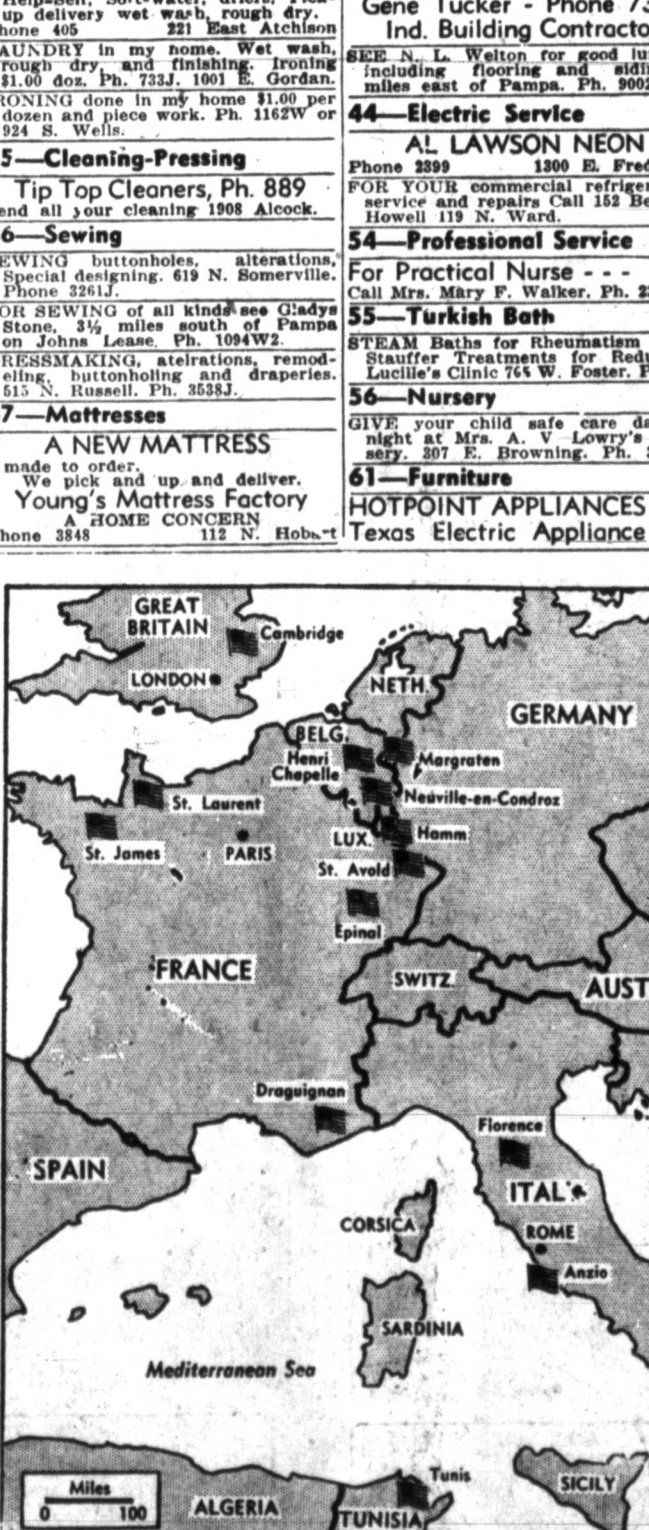 up delivery wet wash, rough dry.
hone 405 221 East Atchison
AUNDRY in my home. Wet wash,
rough dry, and finishing. Ironing
$1.00 doz. Ph. 733J. 1001 E. Gordan.
RONING done in my home $1.00 per
dozen and piece work. Ph. 1162W or
924 S. Wells.
5—Cleaning-Pressing
Tip Top Cleaners, Ph. 889
end all your cleaning 1908 Alcock.
6—Sewing
EWING buttonholes, alterations,
Special designing. 619 N. Somerville.
Phone 3261J.
OR SEWING of all kinds see Gladys
Stone, 3½ miles south of Pampa
on Johns Lease. Ph. 1094W2.
RESSMAKING, atelrations, remod-
eling, buttonholing and draperies.
515 N. Russell. Ph. 3538J.
7—Mattresses
A NEW MATTRESS
made to order.
We pick and up and deliver.
Young's Mattress Factory
A HOME CONCERN
hone 3848 112 N. Hobart
Gene Tucker - Phone 73
Ind. Building Contracto
SEE N. L. Welton for good lu
including flooring and sidi
miles east of Pampa. Ph. 9002
44—Electric Service
AL LAWSON NEON
Phone 2399 1300 E. Fred
FOR YOUR commercial refriger
service and repairs Call 152 Be
Howell 119 N. Ward.
54—Professional Service
For Practical Nurse - - -
Call Mrs. Mary F. Walker. Ph. 2
55—Turkish Bath
STEAM Baths for Rheumatism
Stauffer Treatments for Redu
Lucille's Clinic 765 W. Foster. P
56—Nursery
GIVE your child safe care da
night at Mrs. A. V Lowry's
sery. 307 E. Browning. Ph.
61—Furniture
HOTPOINT APPLIANCES
Texas Electric Appliance
GREAT
BRITAIN
Cambridge
LONDON
NETH.
GERMANY
BELG.
Henri
Chapelle
Margraten
Neuville-en-Condroz
St. Laurent
LUX.
Hamm
St. James
PARIS
St. Avold
Epinal
FRANCE
SWITZ.
AUST
Draguignan
Florence
SPAIN
ITAL
CORSICA
ROME
Anzio
SARDINIA
Mediterranean Sea
Tunis
SICILY
Miles
0 100
ALGERIA
TUNISIA